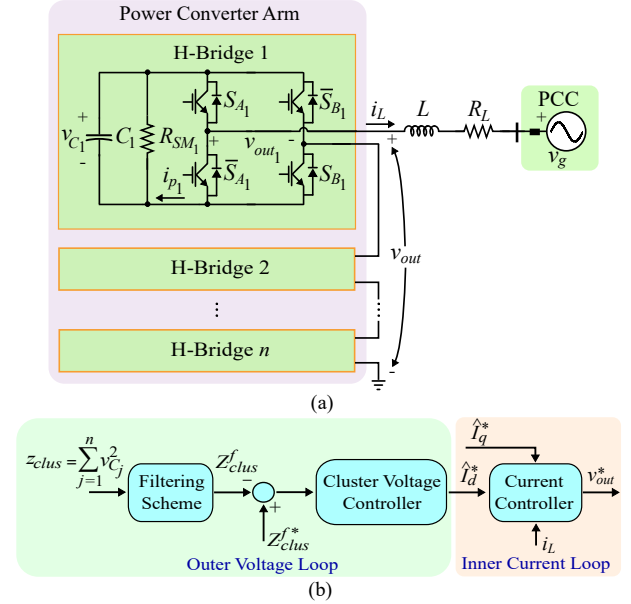 Power Converter Arm
H-Bridge 1
S_{A_1}
\overline{S}_{B_1}
+
v_{C_1}
-
C_1
R_{SM_1}
+
v_{out_1}
-
i_{p_1}
\overline{S}_{A_1}
S_{B_1}
i_L
L
R_L
PCC
+
v_g
+
v_{out}
-
H-Bridge 2
...
...
H-Bridge n
(a)
z_{clus} = \sum_{j=1}^{n} v_{C_j}^2
Filtering
Scheme
Z_{clus}^f
−
+
Z_{clus}^{f*}
Cluster Voltage
Controller
\hat{I}_q^*
\hat{I}_d^*
Current
Controller
v_{out}^*
i_L
Outer Voltage Loop
Inner Current Loop
(b)